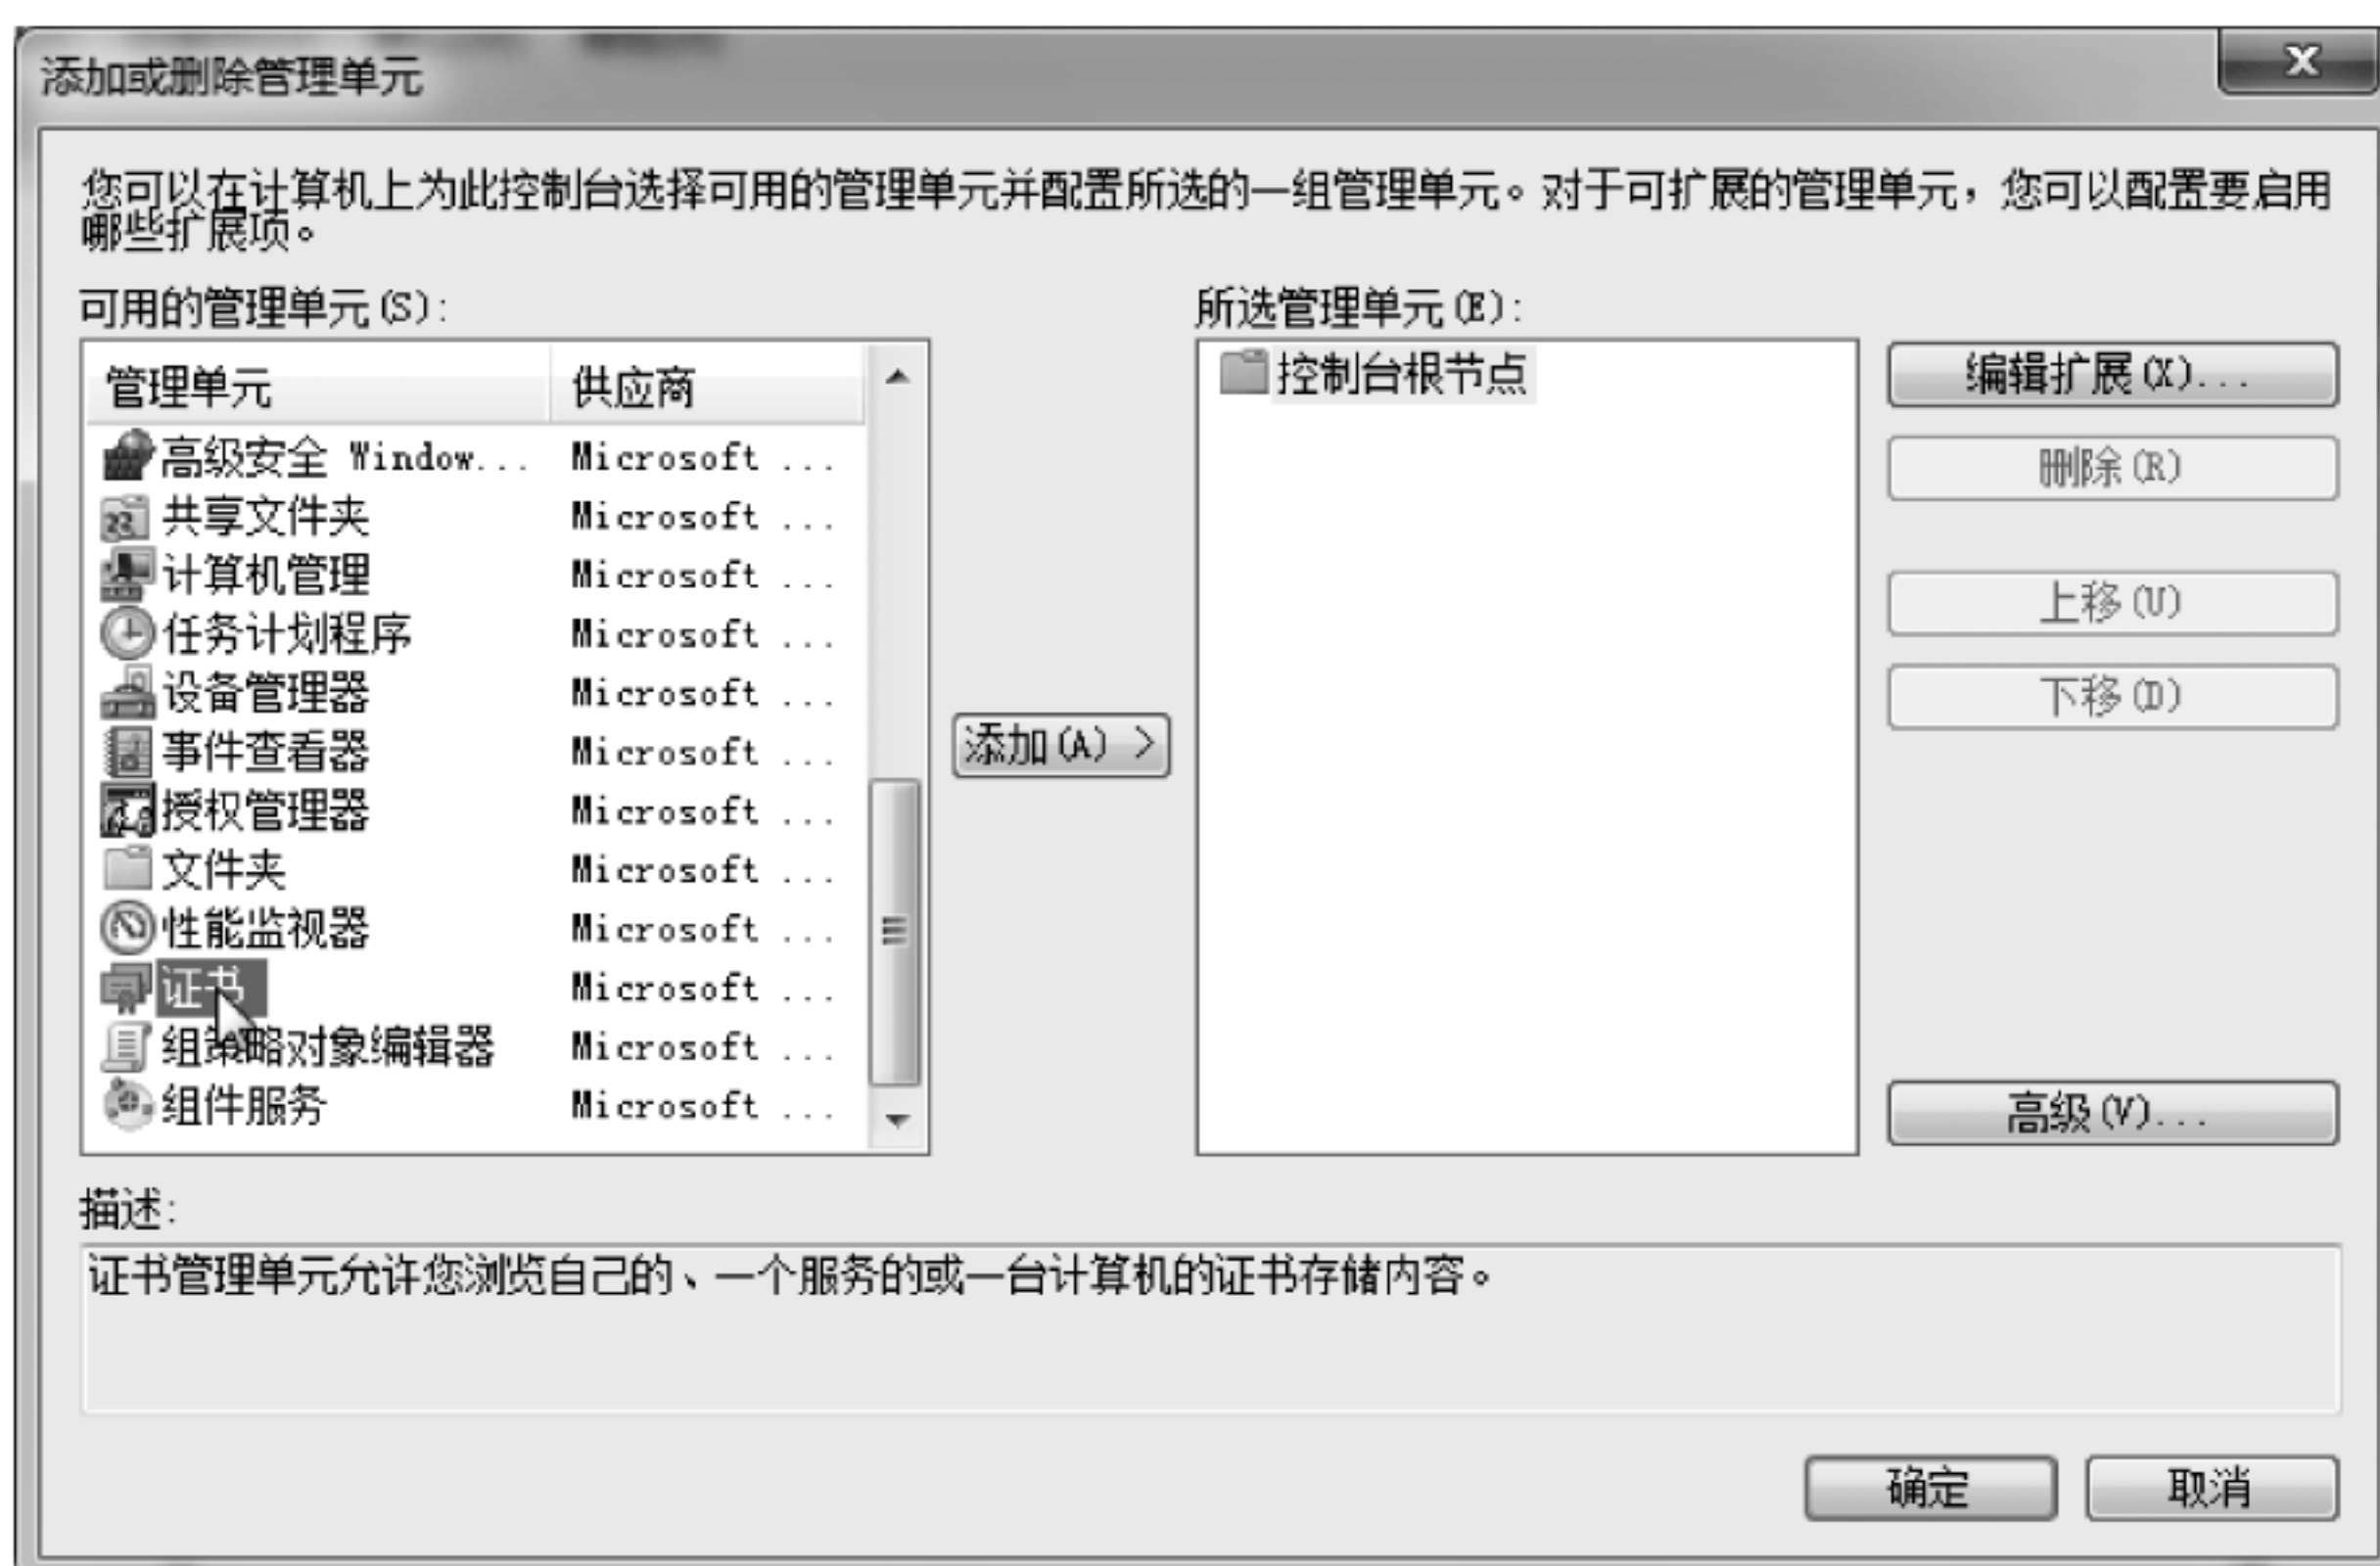 添加或删除管理单元
您可以在计算机上为此控制台选择可用的管理单元并配置所选的一组管理单元。对于可扩展的管理单元，您可以配置要启用
哪些扩展项。
可用的管理单元(S):
管理单元 供应商
高级安全 Window... Microsoft ...
共享文件夹 Microsoft ...
计算机管理 Microsoft ...
任务计划程序 Microsoft ...
设备管理器 Microsoft ...
事件查看器 Microsoft ...
授权管理器 Microsoft ...
文件夹 Microsoft ...
性能监视器 Microsoft ...
证书 Microsoft ...
组策略对象编辑器 Microsoft ...
组件服务 Microsoft ...
添加(A) >
所选管理单元(E):
控制台根节点
编辑扩展(X)...
删除(R)
上移(U)
下移(D)
高级(V)...
描述:
证书管理单元允许您浏览自己的、一个服务的或一台计算机的证书存储内容。
确定
取消